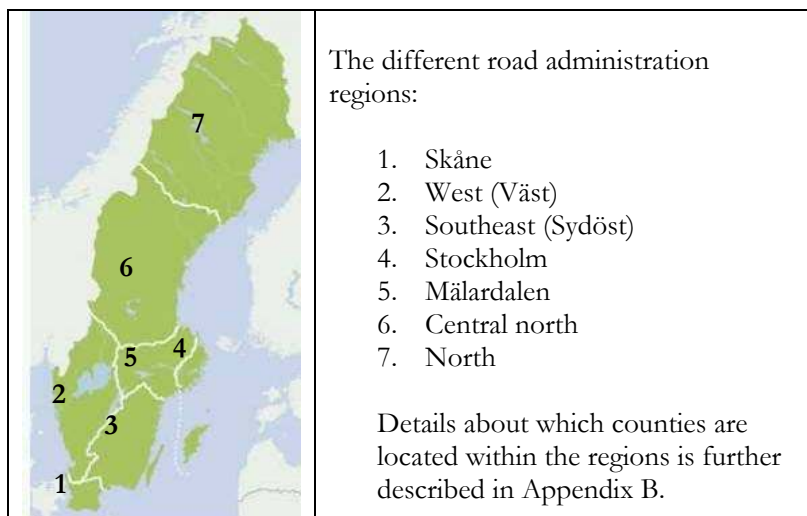 7
6
5
4
2
3
1
The different road administration
regions:
1. Skåne
2. West (Väst)
3. Southeast (Sydöst)
4. Stockholm
5. Mälardalen
6. Central north
7. North
Details about which counties are
located within the regions is further
described in Appendix B.